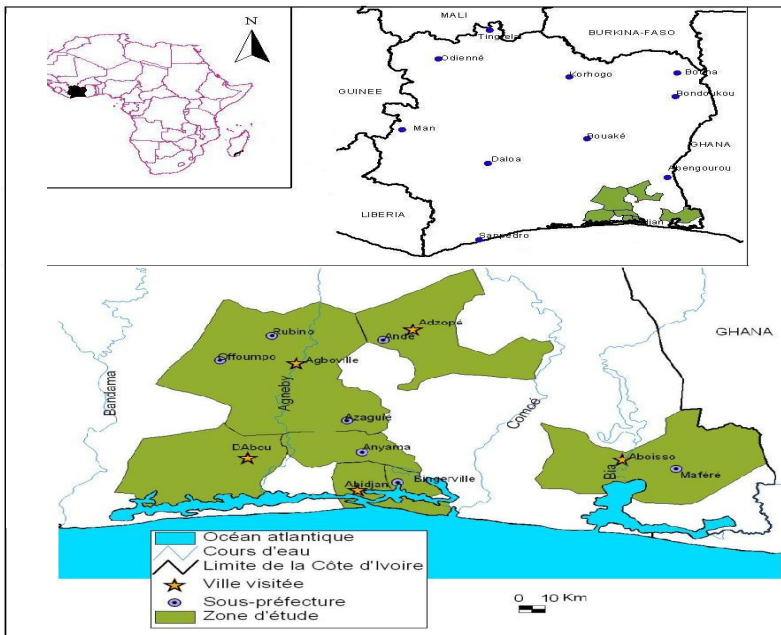 N
MALI
BURKINA-FASO
Tingrela
Odienné
Korhogo
Bouna
Bondoukou
GUINEE
Man
Bouaké
GHANA
Daloa
Abengourou
LIBERIA
Sanpedro
Adzopé
Rubino
Andé
GHANA
Offoumpo
Agboville
Bandama
Agneby
Comoé
Azaguie
DAbou
Anyama
Aboisso
Bia
Maféré
Abidjan
Bingerville
Océan atlantique
Cours d'eau
Limite de la Côte d'Ivoire
Ville visitée
Sous-préfecture
Zone d'étude
0 10 Km